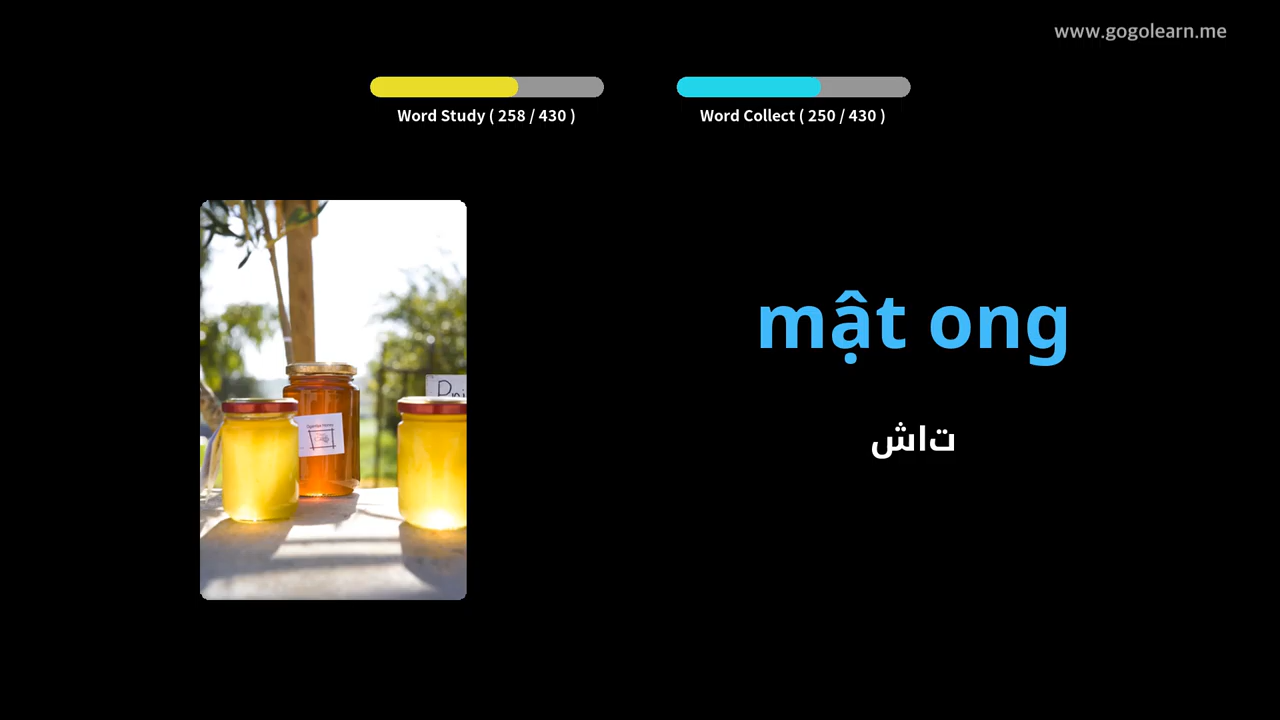 www.gogolearn.me
Word Study ( 258 / 430 )
Word Collect ( 250 / 430 )
mật ong
تاش